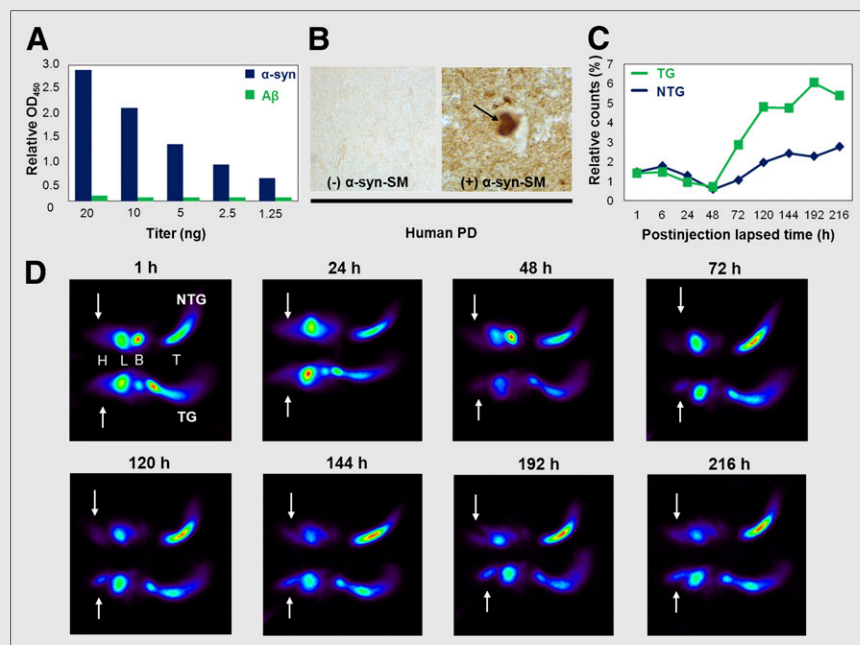 A
Relative OD450
3.0
2.5
2.0
1.5
1.0
0.5
0
α-syn
Aβ
20 10 5 2.5 1.25
Titer (ng)
B
(-) α-syn-SM (+) α-syn-SM
Human PD
C
Relative counts (%)
7
6
5
4
3
2
1
0
TG
NTG
1 6 24 48 72 120 144 192 216
Postinjection lapsed time (h)
D
1 h 24 h 48 h 72 h
NTG
H L B T
TG
120 h 144 h 192 h 216 h